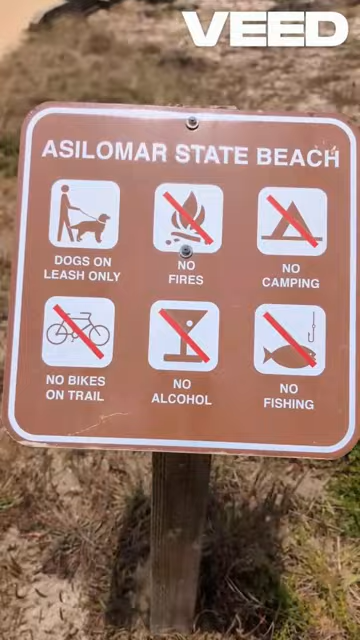 VEED
ASILOMAR STATE BEACH
DOGS ON
LEASH ONLY
NO
FIRES
NO
CAMPING
NO BIKES
ON TRAIL
NO
ALCOHOL
NO
FISHING